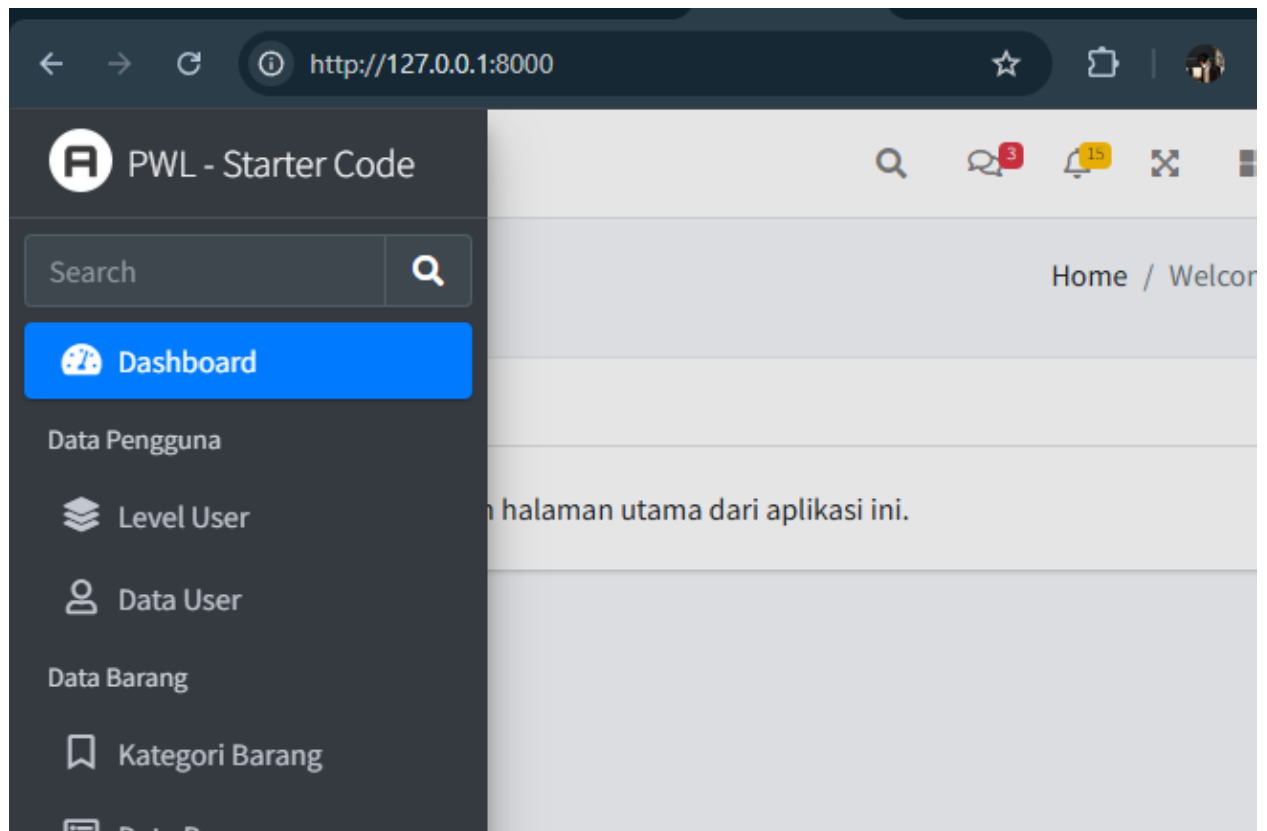 http://127.0.0.1:8000
PWL - Starter Code
3
15
Search
Home / Welcom
Dashboard
Data Pengguna
Level User
halaman utama dari aplikasi ini.
Data User
Data Barang
Kategori Barang